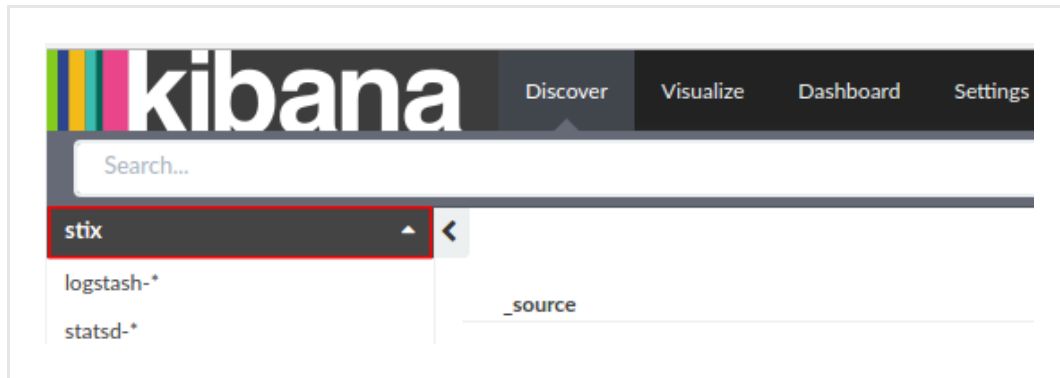 kibana Discover Visualize Dashboard Settings
Search...
stix
logstash-*
_source
statsd-*